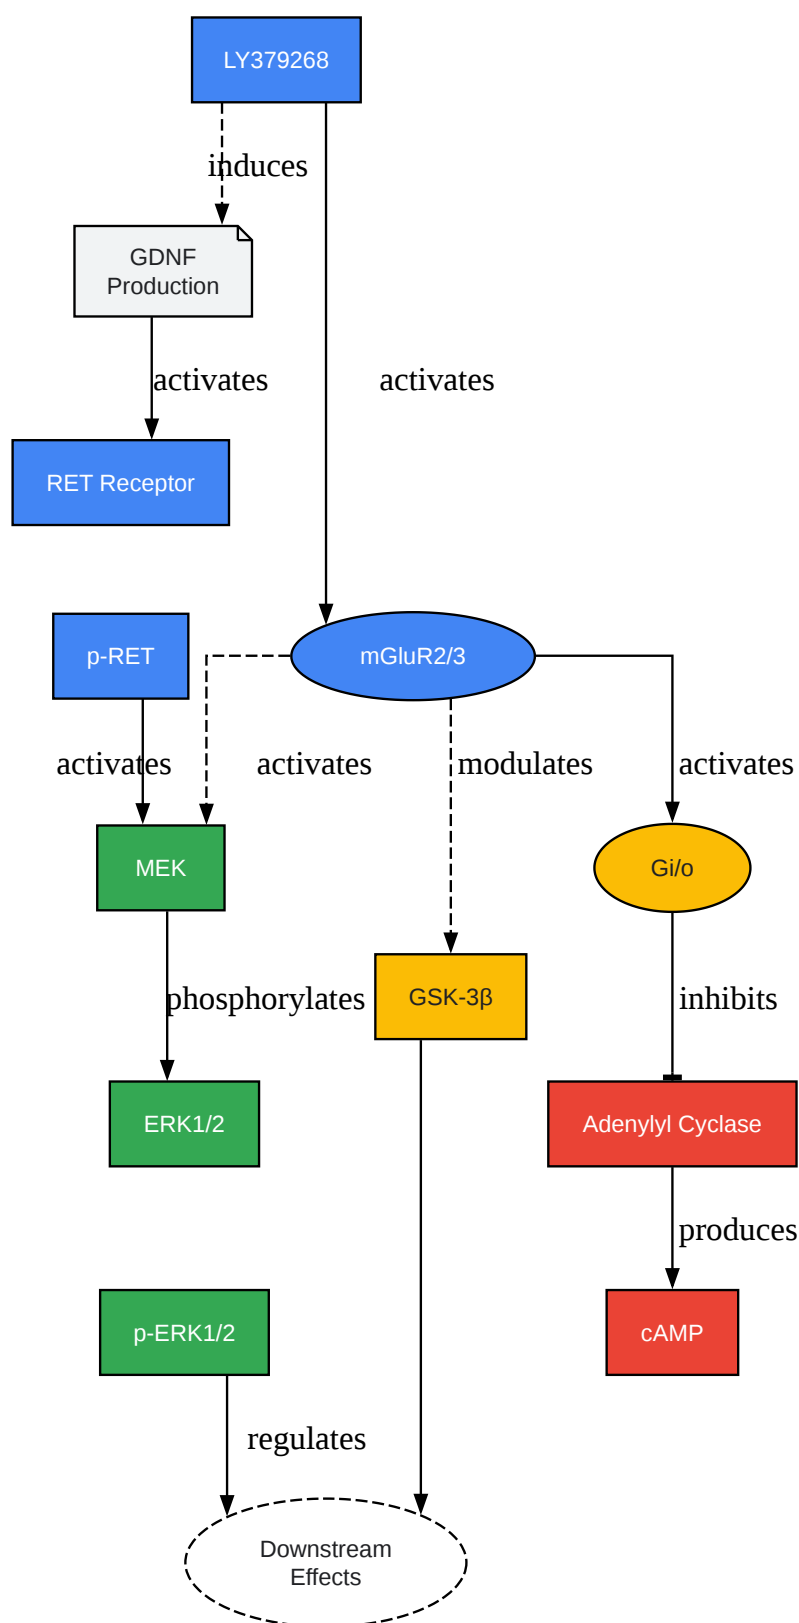 LY379268
induces
GDNF
Production
activates
activates
RET Receptor
p-RET
mGluR2/3
activates
activates
modulates
activates
MEK
Gi/o
GSK-3β
phosphorylates
inhibits
ERK1/2
Adenylyl Cyclase
produces
p-ERK1/2
cAMP
regulates
Downstream
Effects